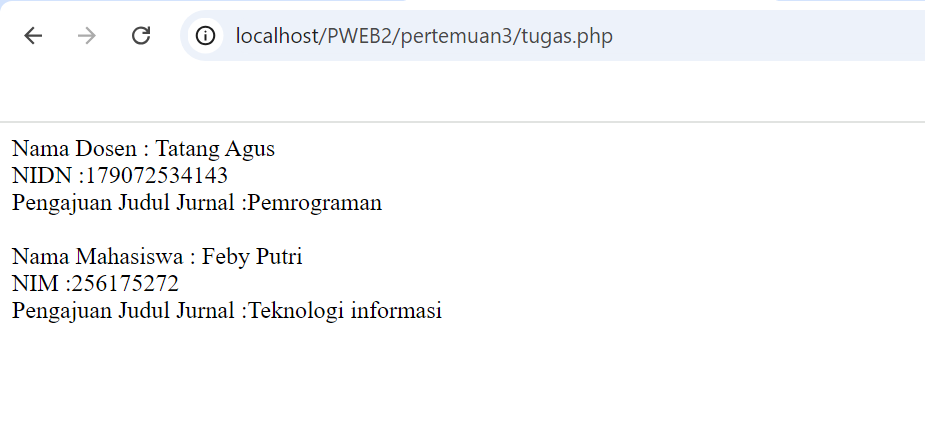 localhost/PWEB2/pertemuan3/tugas.php
Nama Dosen : Tatang Agus
NIDN :179072534143
Pengajuan Judul Jurnal :Pemrograman
Nama Mahasiswa : Feby Putri
NIM :256175272
Pengajuan Judul Jurnal :Teknologi informasi